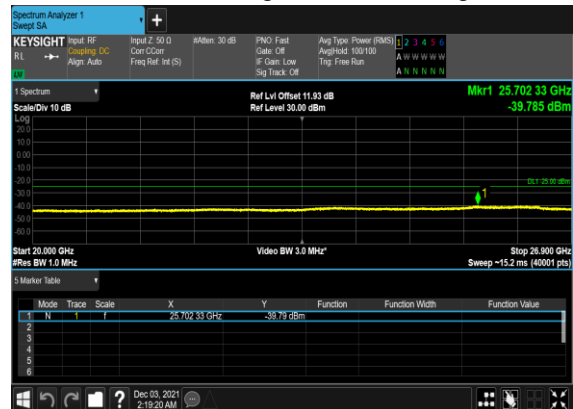 Spectrum Analyzer 1
Swept SA
+
KEYSIGHT Input: RF Input Z: 50 Ω #Atten: 30 dB PNO: Fast Avg Type: Power (RMS) 1 2 3 4 5 6
RL Coupling: DC Corr CCorr Gate: Off Avg|Hold: 100/100 A W W W W W
Align: Auto Freq Ref: Int (S) IF Gain: Low Trig: Free Run
LU Sig Track: Off A N N N N N
1 Spectrum Ref Lvl Offset 11.93 dB Mkr1 25.702 33 GHz
Scale/Div 10 dB Ref Level 30.00 dBm -39.785 dBm
Log
20.0
10.0
0.00
-10.0
-20.0
DL1 -25.00 dBm
-30.0
1
-40.0
-50.0
-60.0
Start 20.000 GHz Video BW 3.0 MHz* Stop 26.900 GHz
#Res BW 1.0 MHz Sweep ~15.2 ms (40001 pts)
5 Marker Table
Mode Trace Scale X Y Function Function Width Function Value
1 N 1 f 25.702 33 GHz -39.79 dBm
2
3
4
5
6
? Dec 03, 2021
2:19:20 AM